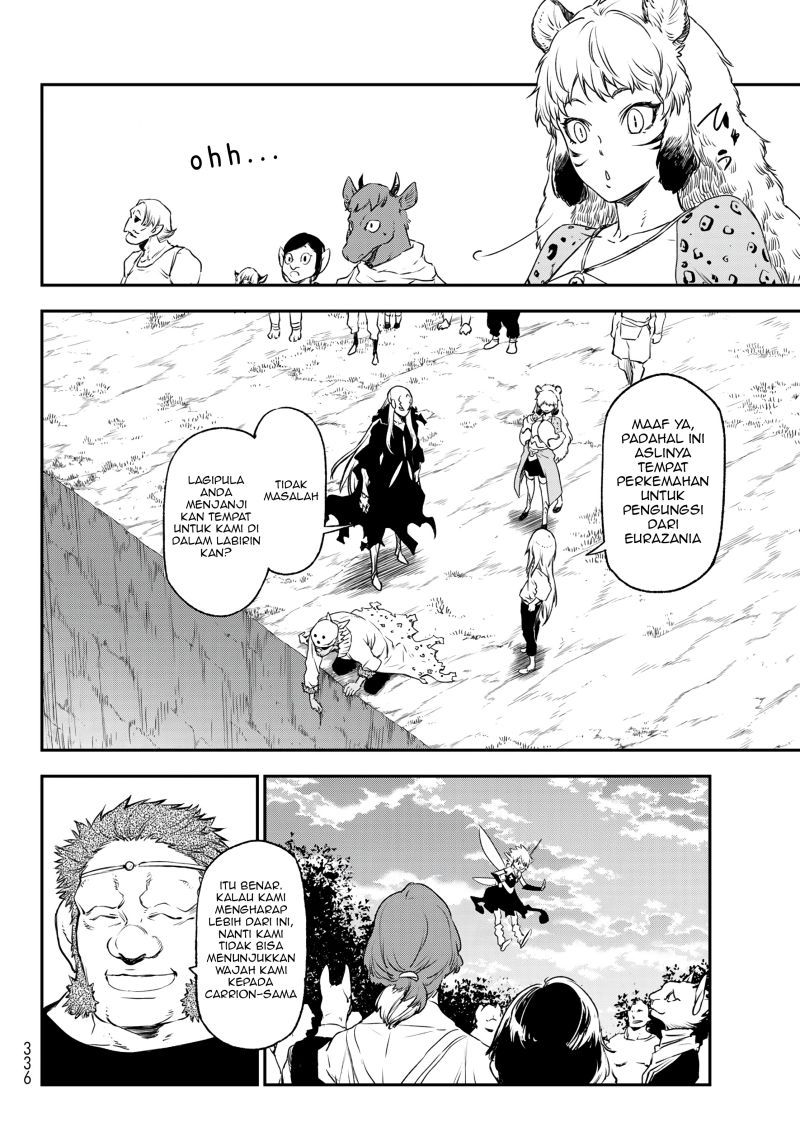 ohh...
MAAF YA,
PADAHAL INI
ASLINYA
TEMPAT
PERKEMAHAN
UNTUK
PENGUNGSI
DARI
EURAZANIA
TIDAK
MASALAH
LAGIPULA
ANDA
MENJANJI
KAN TEMPAT
UNTUK KAMI DI
DALAM LABIRIN
KAN?
ITU BENAR.
KALAU KAMI
MENGHARAP
LEBIH DARI INI,
NANTI KAMI
TIDAK BISA
MENUNJUKKAN
WAJAH KAMI
KEPADA
CARRION-SAMA
336